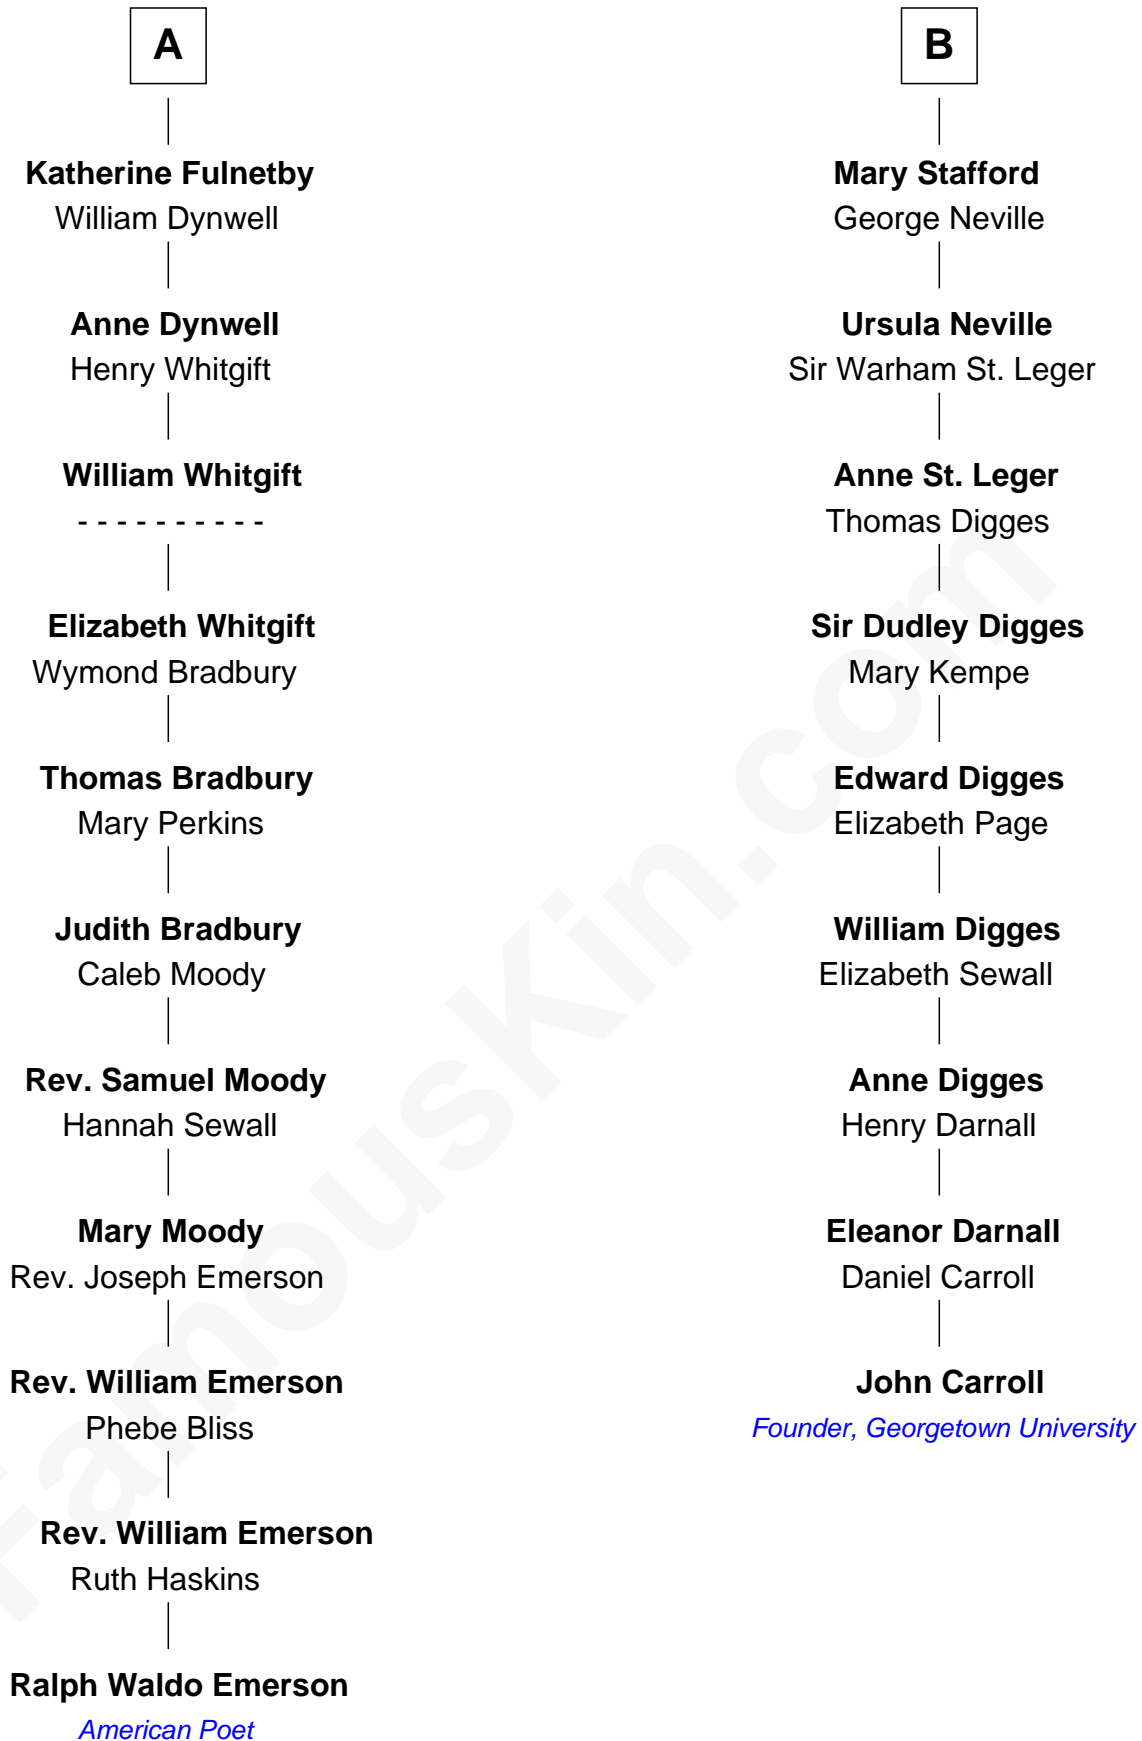 A
Katherine Fulnetby
William Dynwell
Anne Dynwell
Henry Whitgift
William Whitgift
- - - - - - - - - -
Elizabeth Whitgift
Wymond Bradbury
Thomas Bradbury
Mary Perkins
Judith Bradbury
Caleb Moody
Rev. Samuel Moody
Hannah Sewall
Mary Moody
Rev. Joseph Emerson
Rev. William Emerson
Phebe Bliss
Rev. William Emerson
Ruth Haskins
Ralph Waldo Emerson
American Poet
B
Mary Stafford
George Neville
Ursula Neville
Sir Warham St. Leger
Anne St. Leger
Thomas Digges
Sir Dudley Digges
Mary Kempe
Edward Digges
Elizabeth Page
William Digges
Elizabeth Sewall
Anne Digges
Henry Darnall
Eleanor Darnall
Daniel Carroll
John Carroll
Founder, Georgetown University
FamousKin.com